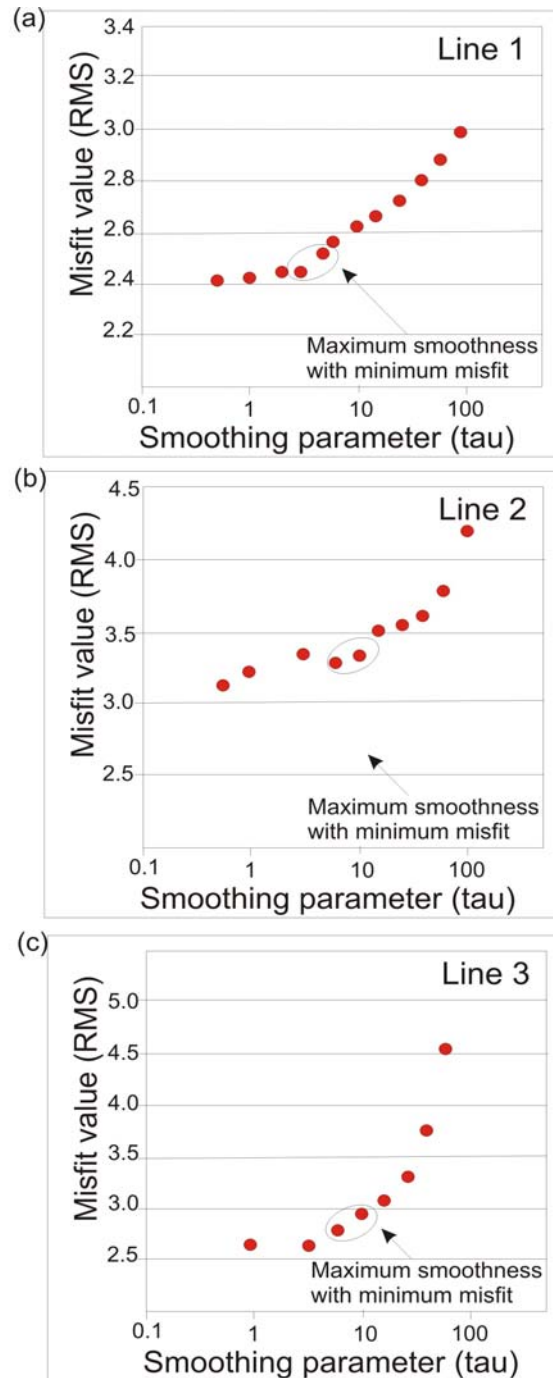 (a)
Line 1
Misfit value (RMS)
3.4
3.2
3.0
2.8
2.6
2.4
2.2
Maximum smoothness
with minimum misfit
0.1 1 10 100
Smoothing parameter (tau)
(b)
Line 2
Misfit value (RMS)
4.5
4.0
3.5
3.0
2.5
Maximum smoothness
with minimum misfit
0.1 1 10 100
Smoothing parameter (tau)
(c)
Line 3
Misfit value (RMS)
5.0
4.5
4.0
3.5
3.0
2.5
Maximum smoothness
with minimum misfit
0.1 1 10 100
Smoothing parameter (tau)